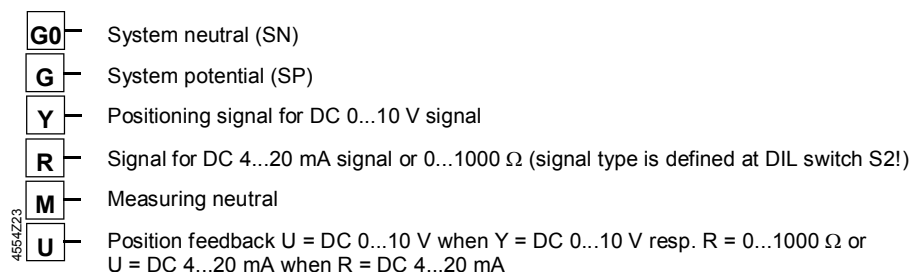 G0 System neutral (SN)
G System potential (SP)
Y Positioning signal for DC 0...10 V signal
R Signal for DC 4...20 mA signal or 0...1000 Ω (signal type is defined at DIL switch S2!)
M Measuring neutral
U Position feedback U = DC 0...10 V when Y = DC 0...10 V resp. R = 0...1000 Ω or
U = DC 4...20 mA when R = DC 4...20 mA
4554Z23